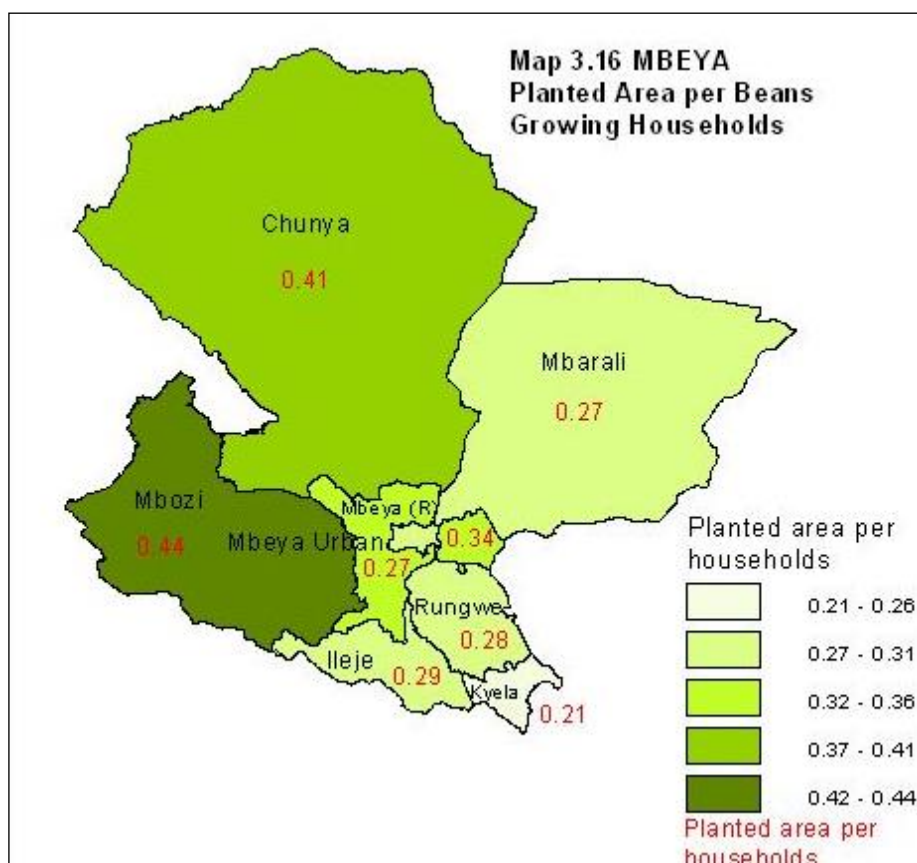 Map 3.16 MBEYA
Planted Area per Beans
Growing Households
Chunya
0.41
Mbarali
0.27
Mbozi
0.44
Mbeya (R)
Mbeya Urban
0.34
0.27
Rungwe
0.28
Ileje
0.29
Kyela
0.21
Planted area per
households
0.21 - 0.26
0.27 - 0.31
0.32 - 0.36
0.37 - 0.41
0.42 - 0.44
Planted area per
households